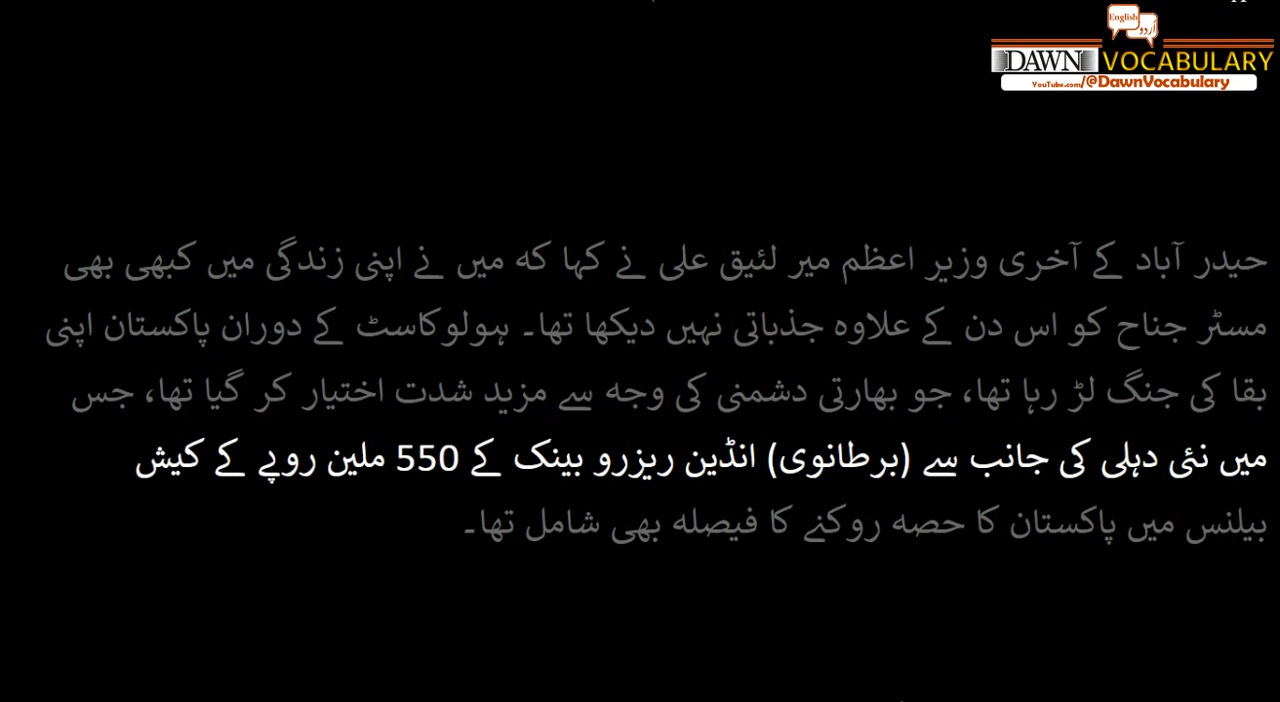 English
اُردو
DAWN VOCABULARY
YouTube.com/@DawnVocabulary
حیدر آباد کے آخری وزیر اعظم میر لئیق علی نے کہا کہ میں نے اپنی زندگی میں کبھی بھی
مسٹر جناح کو اس دن کے علاوہ جذباتی نہیں دیکھا تھا۔ ہولوکاسٹ کے دوران پاکستان اپنی
بقا کی جنگ لڑ رہا تھا، جو بھارتی دشمنی کی وجہ سے مزید شدت اختیار کر گیا تھا، جس
میں نئی دہلی کی جانب سے (برطانوی) انڈین ریزرو بینک کے 550 ملین روپے کے کیش
بیلنس میں پاکستان کا حصہ روکنے کا فیصلہ بھی شامل تھا۔